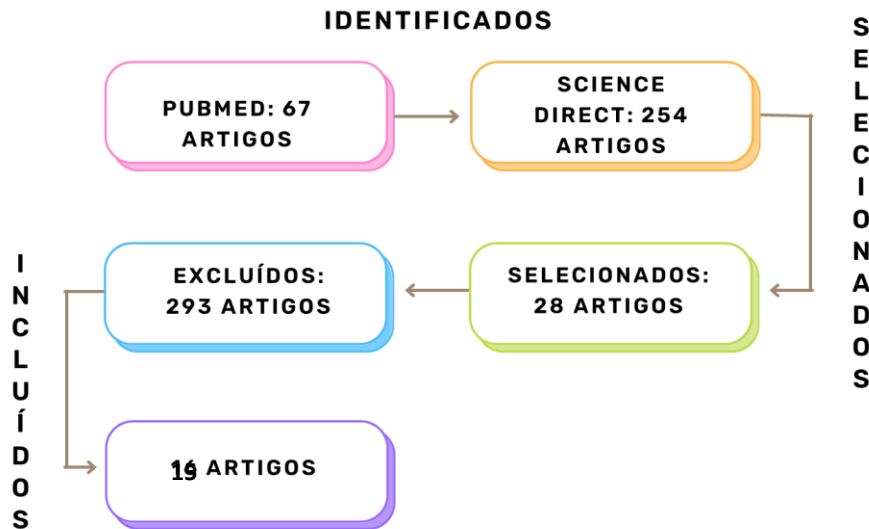 IDENTIFICADOS
PUBMED: 67
ARTIGOS
SCIENCE
DIRECT: 254
ARTIGOS
SELECIONADOS
EXCLUÍDOS:
293 ARTIGOS
SELECIONADOS:
28 ARTIGOS
INCLUÍDOS
ARTIGOS